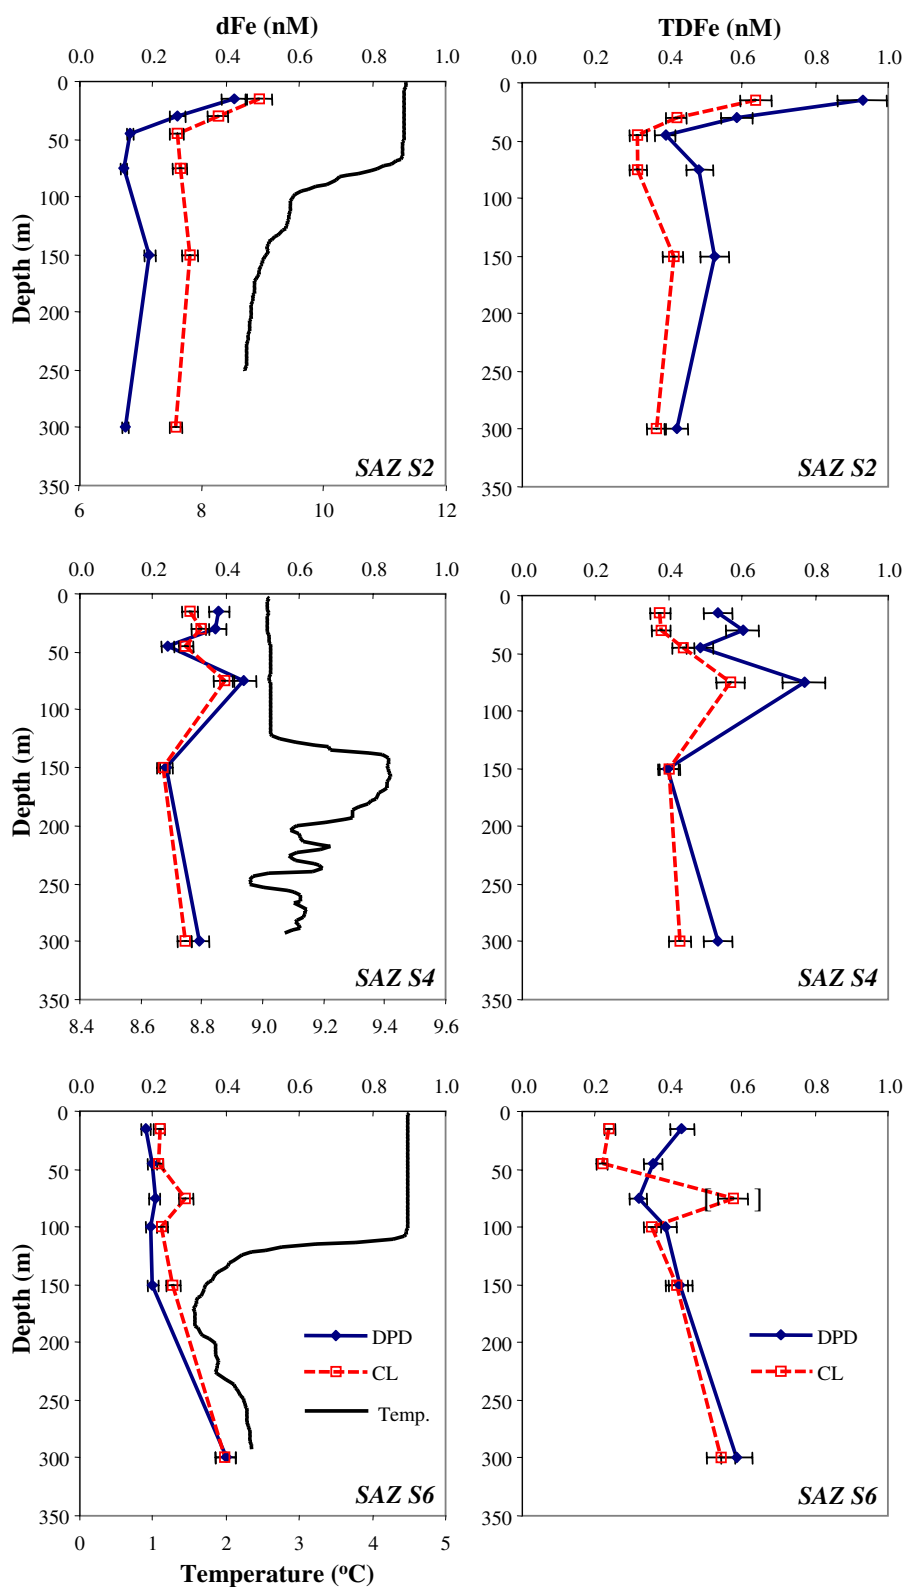 dFe (nM)
TDFe (nM)
0.0 0.2 0.4 0.6 0.8 1.0
0.0 0.2 0.4 0.6 0.8 1.0
0
50
100
150
200
250
300
350
Depth (m)
SAZ S2
6 8 10 12
0
50
100
150
200
250
300
350
SAZ S2
0.0 0.2 0.4 0.6 0.8 1.0
0.0 0.2 0.4 0.6 0.8 1.0
0
50
100
150
200
250
300
350
Depth (m)
SAZ S4
8.4 8.6 8.8 9.0 9.2 9.4 9.6
0
50
100
150
200
250
300
350
SAZ S4
0.0 0.2 0.4 0.6 0.8 1.0
0.0 0.2 0.4 0.6 0.8 1.0
0
50
100
150
200
250
300
350
Depth (m)
DPD
CL
Temp.
SAZ S6
0 1 2 3 4 5
Temperature (°C)
0
50
100
150
200
250
300
350
[ ]
DPD
CL
SAZ S6